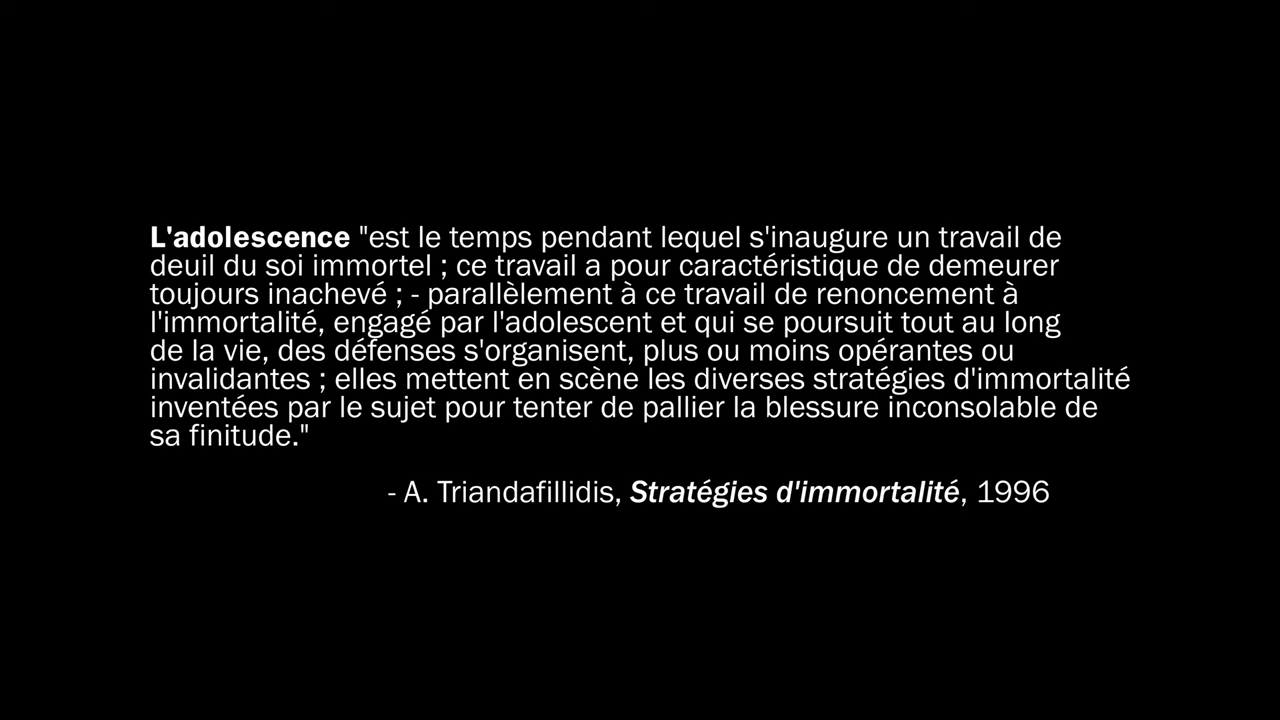 L'adolescence "est le temps pendant lequel s'inaugure un travail de
deuil du soi immortel ; ce travail a pour caractéristique de demeurer
toujours inachevé ; - parallèlement à ce travail de renoncement à
l'immortalité, engagé par l'adolescent et qui se poursuit tout au long
de la vie, des défenses s'organisent, plus ou moins opérantes ou
invalidantes ; elles mettent en scène les diverses stratégies d'immortalité
inventées par le sujet pour tenter de pallier la blessure inconsolable de
sa finitude."
- A. Triandafillidis, Stratégies d'immortalité, 1996